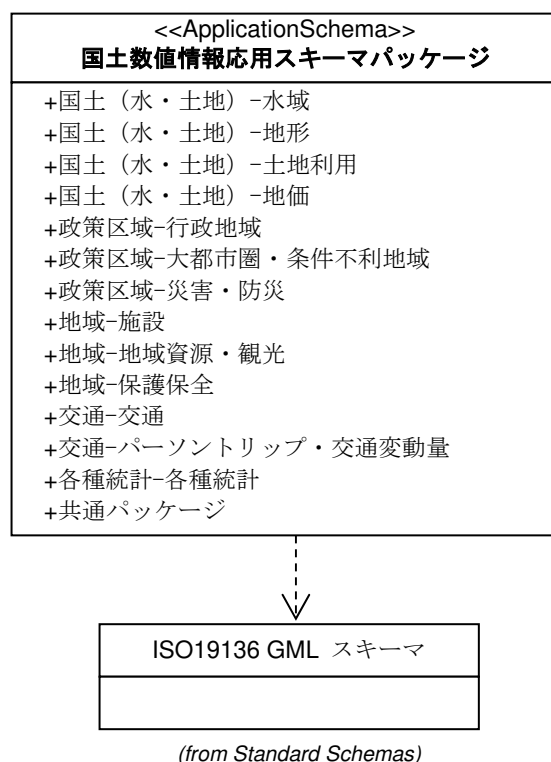 <<ApplicationSchema>>
国土数値情報応用スキーマパッケージ
+国土（水・土地）-水域
+国土（水・土地）-地形
+国土（水・土地）-土地利用
+国土（水・土地）-地価
+政策区域-行政地域
+政策区域-大都市圏・条件不利地域
+政策区域-災害・防災
+地域-施設
+地域-地域資源・観光
+地域-保護保全
+交通-交通
+交通-パーソントリップ・交通変動量
+各種統計-各種統計
+共通パッケージ
ISO19136 GML スキーマ
(from Standard Schemas)